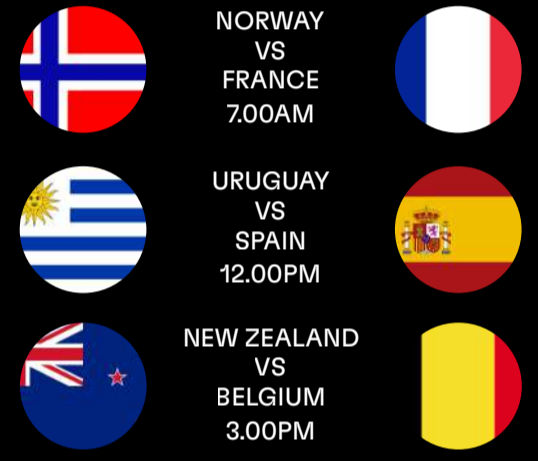 NORWAY
VS
FRANCE
7.00AM
URUGUAY
VS
SPAIN
12.00PM
NEW ZEALAND
VS
BELGIUM
3.00PM